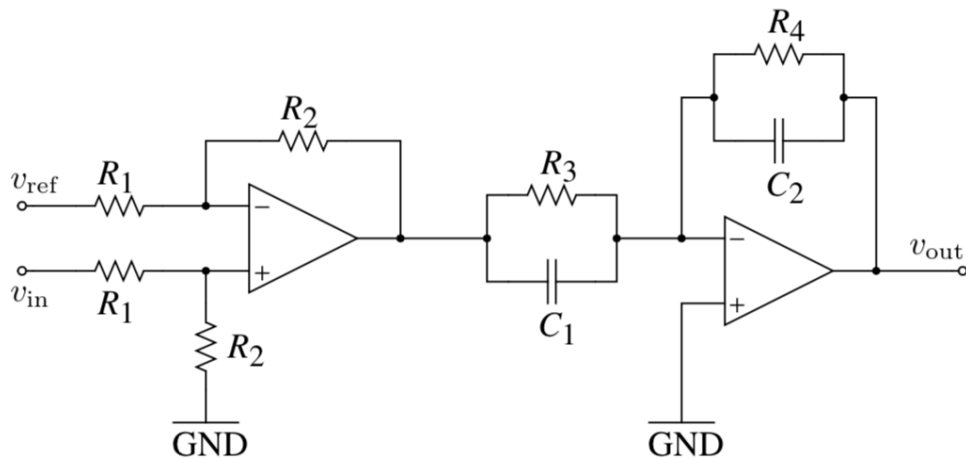 R4
R2
R3
C2
vref
R1
−
−
vout
+
vin
R1
C1
+
R2
GND
GND